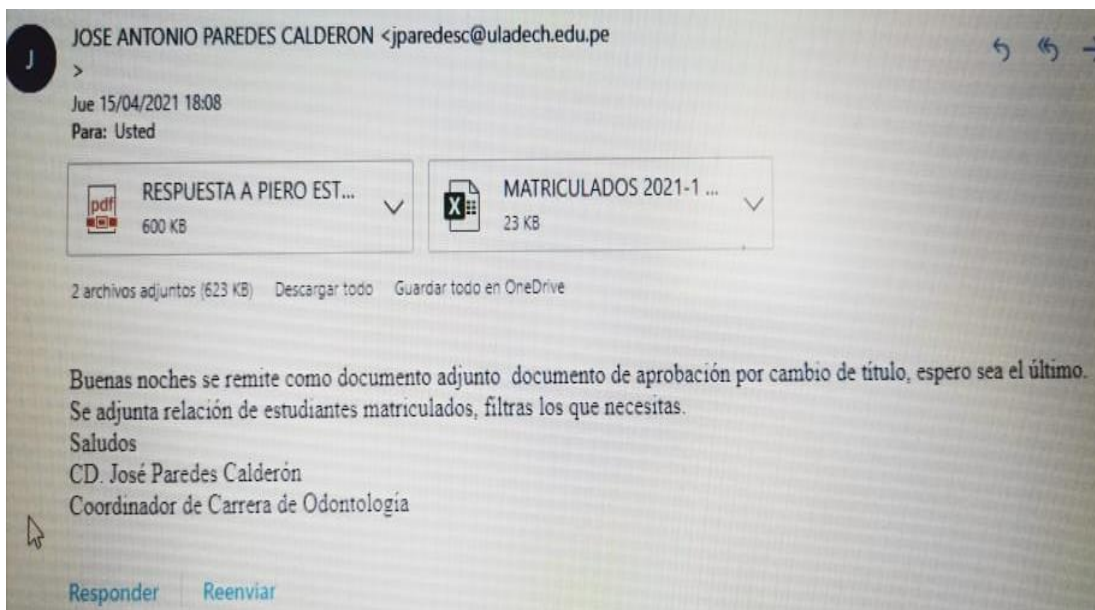 J
JOSE ANTONIO PAREDES CALDERON <jparedesc@uladech.edu.pe
>
Jue 15/04/2021 18:08
Para: Usted
pdf
RESPUESTA A PIERO EST...
600 KB
X
MATRICULADOS 2021-1 ...
23 KB
2 archivos adjuntos (623 KB) Descargar todo Guardar todo en OneDrive
Buenas noches se remite como documento adjunto documento de aprobación por cambio de título, espero sea el último.
Se adjunta relación de estudiantes matriculados, filtras los que necesitas.
Saludos
CD. José Paredes Calderón
Coordinador de Carrera de Odontología
Responder Reenviar